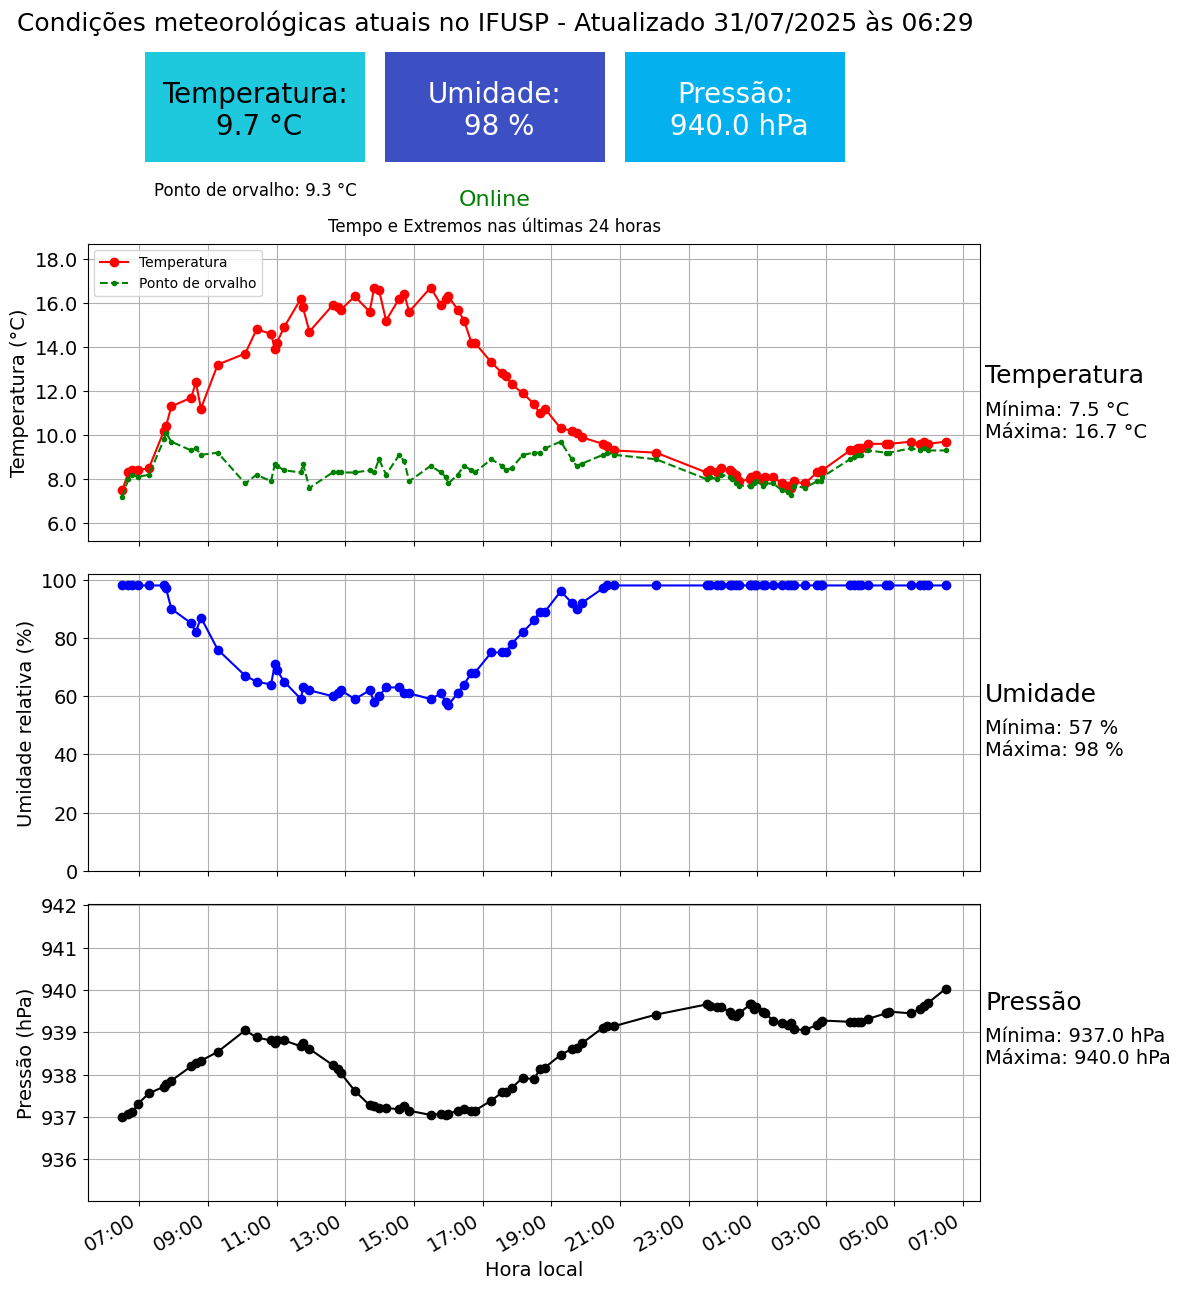 Condições meteorológicas atuais no IFUSP - Atualizado 31/07/2025 às 06:29
Temperatura:
9.7 °C
Umidade:
98 %
Pressão:
940.0 hPa
Ponto de orvalho: 9.3 °C
Online
Tempo e Extremos nas últimas 24 horas
Temperatura (°C)
18.0
16.0
14.0
12.0
10.0
8.0
6.0
Temperatura
Ponto de orvalho
Temperatura
Mínima: 7.5 °C
Máxima: 16.7 °C
Umidade relativa (%)
100
80
60
40
20
0
Umidade
Mínima: 57 %
Máxima: 98 %
Pressão (hPa)
942
941
940
939
938
937
936
Pressão
Mínima: 937.0 hPa
Máxima: 940.0 hPa
07:00 09:00 11:00 13:00 15:00 17:00 19:00 21:00 23:00 01:00 03:00 05:00 07:00
Hora local